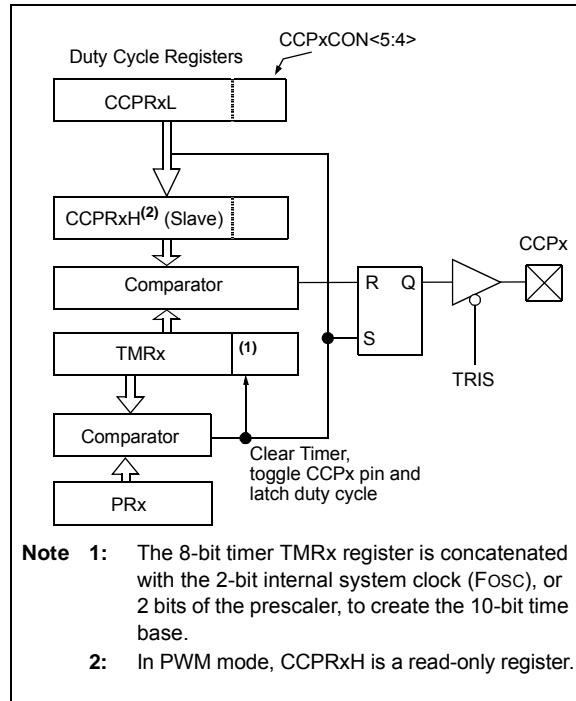 CCPxCON<5:4>
Duty Cycle Registers
CCPRxL
CCPRxH(2) (Slave)
CCPx
Comparator
R Q
TMRx (1)
S
TRIS
Comparator
Clear Timer,
toggle CCPx pin and
latch duty cycle
PRx
Note 1: The 8-bit timer TMRx register is concatenated
with the 2-bit internal system clock (FOSC), or
2 bits of the prescaler, to create the 10-bit time
base.
2: In PWM mode, CCPRxH is a read-only register.